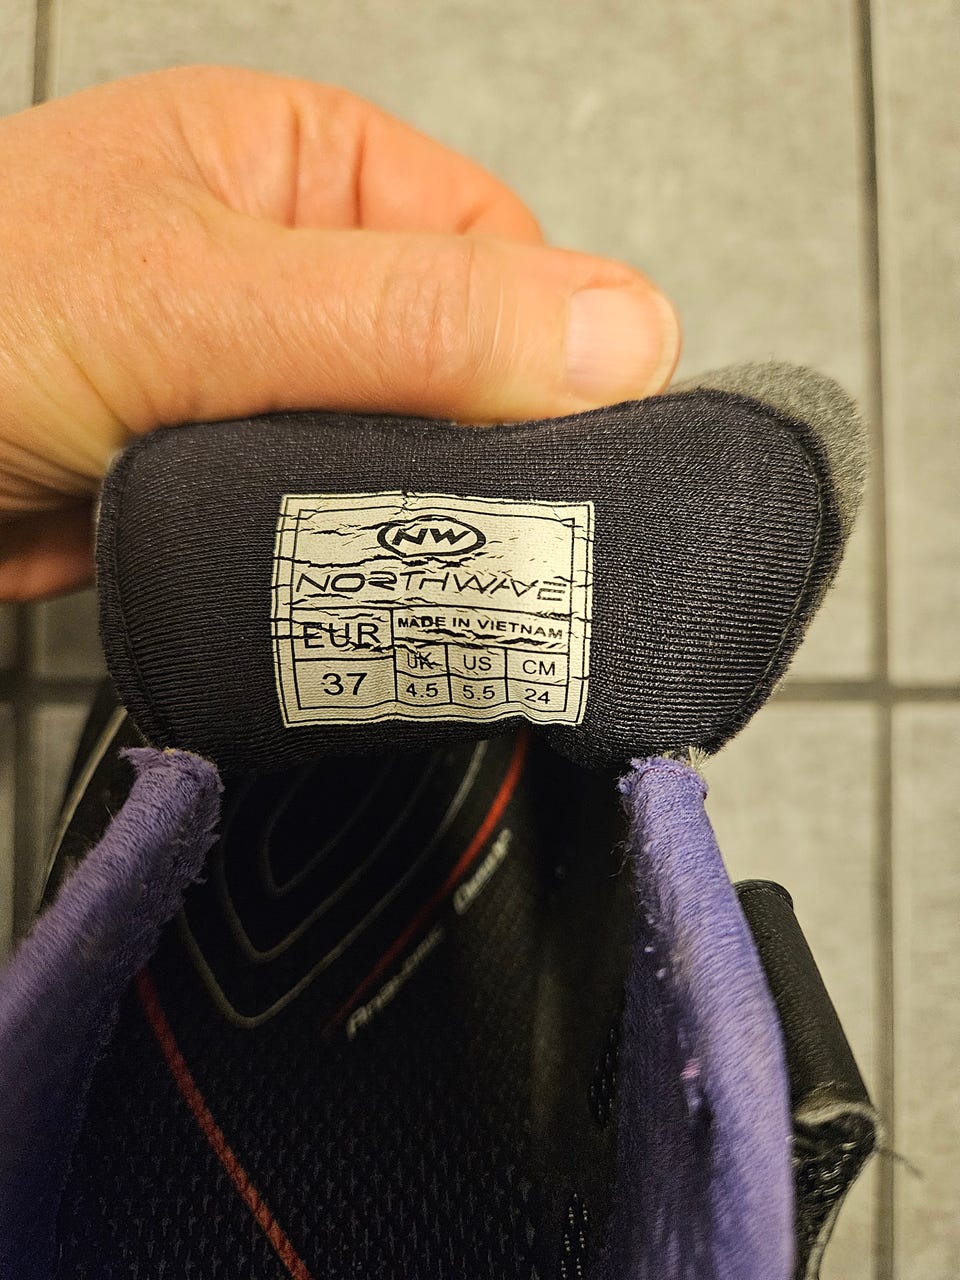 NW
NORTHWAVE
EUR MADE IN VIETNAM
UK US CM
37 4.5 5.5 24